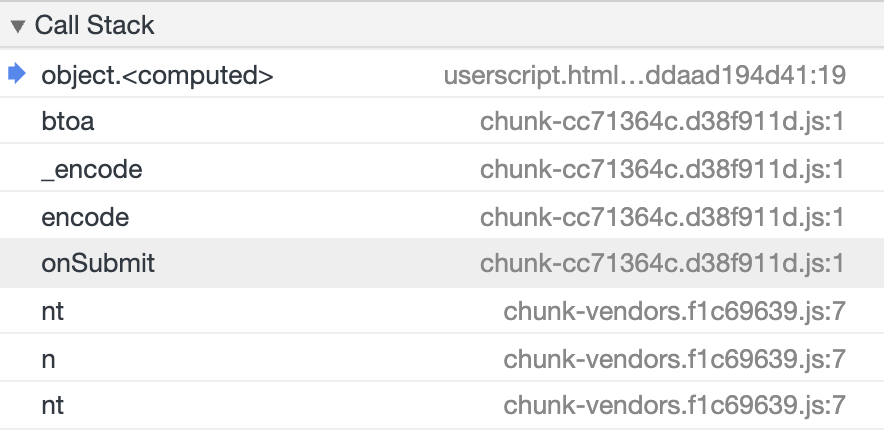 Call Stack
object.<computed> userscript.html…ddaad194d41:19
btoa chunk-cc71364c.d38f911d.js:1
_encode chunk-cc71364c.d38f911d.js:1
encode chunk-cc71364c.d38f911d.js:1
onSubmit chunk-cc71364c.d38f911d.js:1
nt chunk-vendors.f1c69639.js:7
n chunk-vendors.f1c69639.js:7
nt chunk-vendors.f1c69639.js:7